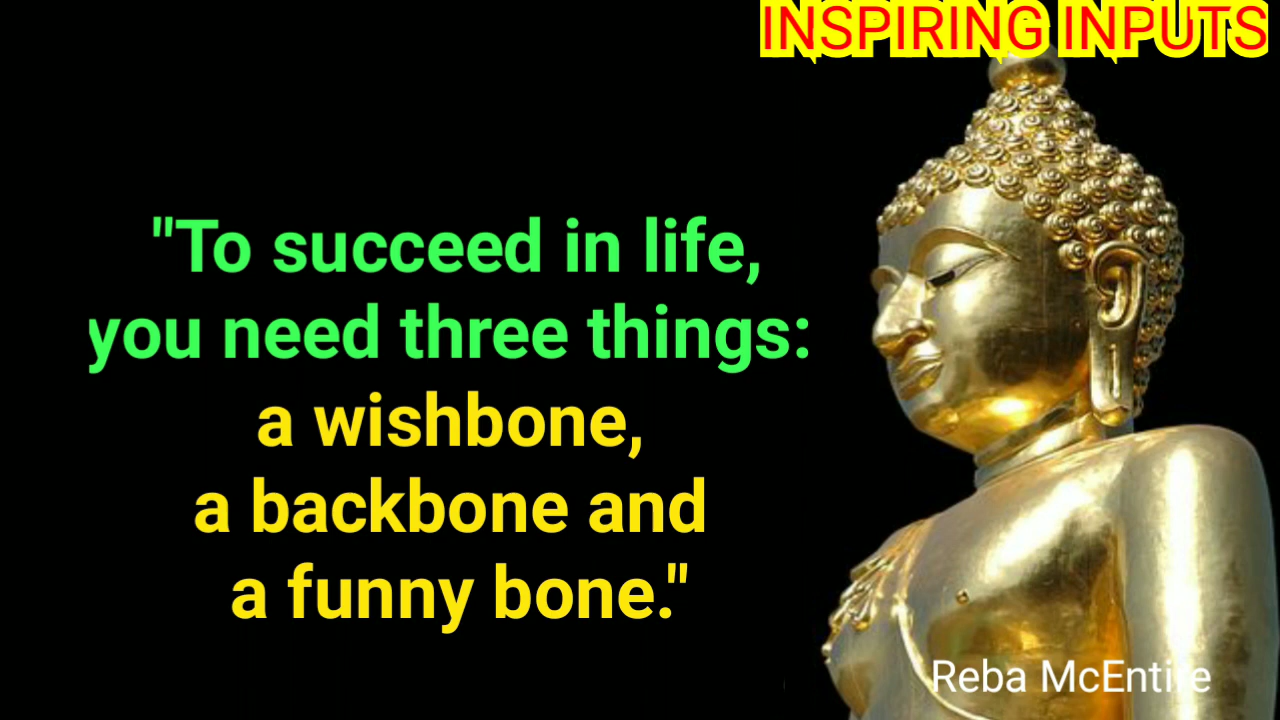 INSPIRING INPUTS
"To succeed in life,
you need three things:
a wishbone,
a backbone and
a funny bone."
Reba McEntire